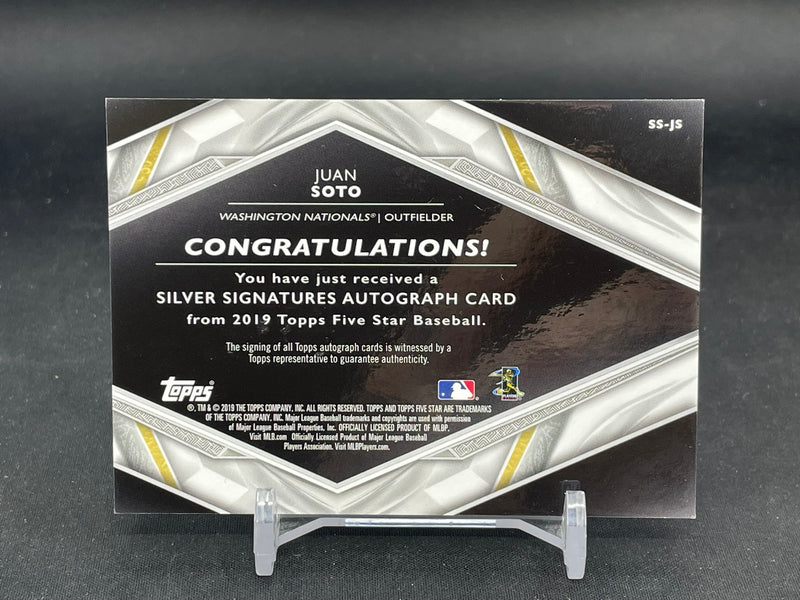 SS-JS
JUAN
SOTO
WASHINGTON NATIONALS® | OUTFIELDER
CONGRATULATIONS!
You have just received a
SILVER SIGNATURES AUTOGRAPH CARD
from 2019 Topps Five Star Baseball.
The signing of all Topps autograph cards is witnessed by a
Topps representative to guarantee authenticity.
Topps
®, TM & © 2019 THE TOPPS COMPANY, INC. ALL RIGHTS RESERVED. TOPPS AND TOPPS FIVE STAR ARE TRADEMARKS
OF THE TOPPS COMPANY, INC. Major League Baseball trademarks and copyrights are used with permission
of Major League Baseball Properties, Inc. OFFICIALLY LICENSED PRODUCT OF MLBP.
Visit MLB.com Officially Licensed Product of Major League Baseball
Players Association. Visit MLBPlayers.com.